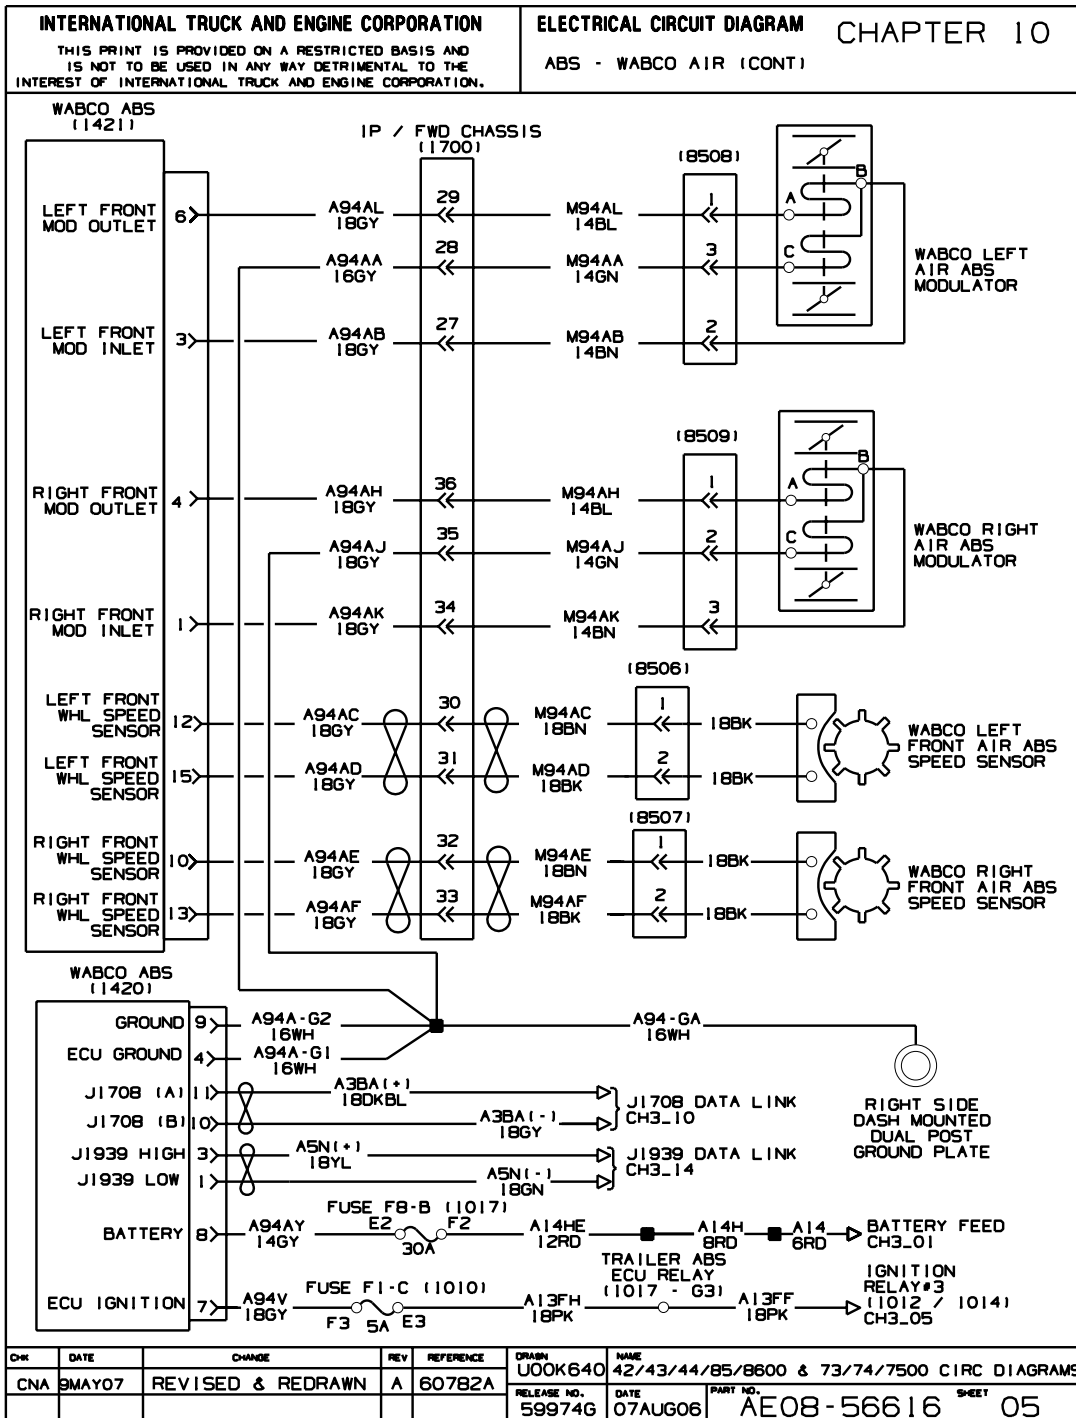 INTERNATIONAL TRUCK AND ENGINE CORPORATION
THIS PRINT IS PROVIDED ON A RESTRICTED BASIS AND
IS NOT TO BE USED IN ANY WAY DETRIMENTAL TO THE
INTEREST OF INTERNATIONAL TRUCK AND ENGINE CORPORATION.
ELECTRICAL CIRCUIT DIAGRAM
CHAPTER 10
ABS - WABCO AIR (CONT)
WABCO ABS
(1421)
IP / FWD CHASSIS
(1700)
(8508)
LEFT FRONT
MOD OUTLET
6
A94AL
18GY
29
M94AL
14BL
1
A
B
A94AA
16GY
28
M94AA
14GN
3
C
WABCO LEFT
AIR ABS
MODULATOR
LEFT FRONT
MOD INLET
3
A94AB
18GY
27
M94AB
14BN
2
(8509)
RIGHT FRONT
MOD OUTLET
4
A94AH
18GY
36
M94AH
14BL
1
A
B
A94AJ
18GY
35
M94AJ
14GN
2
C
WABCO RIGHT
AIR ABS
MODULATOR
RIGHT FRONT
MOD INLET
1
A94AK
18GY
34
M94AK
14BN
3
(8506)
LEFT FRONT
WHL SPEED
SENSOR
12
A94AC
18GY
30
M94AC
18BN
1
18BK
WABCO LEFT
FRONT AIR ABS
SPEED SENSOR
LEFT FRONT
WHL SPEED
SENSOR
15
A94AD
18GY
31
M94AD
18BK
2
18BK
(8507)
RIGHT FRONT
WHL SPEED
SENSOR
10
A94AE
18GY
32
M94AE
18BN
1
18BK
WABCO RIGHT
FRONT AIR ABS
SPEED SENSOR
RIGHT FRONT
WHL SPEED
SENSOR
13
A94AF
18GY
33
M94AF
18BK
2
18BK
WABCO ABS
(1420)
GROUND
9
A94A-G2
16WH
A94-GA
16WH
ECU GROUND
4
A94A-G1
16WH
RIGHT SIDE
DASH MOUNTED
DUAL POST
GROUND PLATE
J1708 (A)
11
A3BA(+)
18DKBL
J1708 (B)
10
A3BA(-)
18GY
J1708 DATA LINK
CH3_10
J1939 HIGH
3
A5N(+)
18YL
J1939 LOW
1
A5N(-)
18GN
J1939 DATA LINK
CH3_14
BATTERY
8
A94AY
14GY
FUSE F8-B (1017)
E2
F2
30A
A14HE
12RD
A14H
8RD
A14
6RD
BATTERY FEED
CH3_01
ECU IGNITION
7
A94V
18GY
FUSE F1-C (1010)
F3
5A
E3
A13FH
18PK
TRAILER ABS
ECU RELAY
(1017 - G3)
A13FF
18PK
IGNITION
RELAY#3
(1012 / 1014)
CH3_05
CHK
DATE
CHANGE
REV
REFERENCE
CNA
9MAY07
REVISED & REDRAWN
A
60782A
DRAWN
U00K640
NAME
42/43/44/85/8600 & 73/74/7500 CIRC DIAGRAMS
RELEASE NO.
59974G
DATE
07AUG06
PART NO.
AE08-56616
SHEET
05